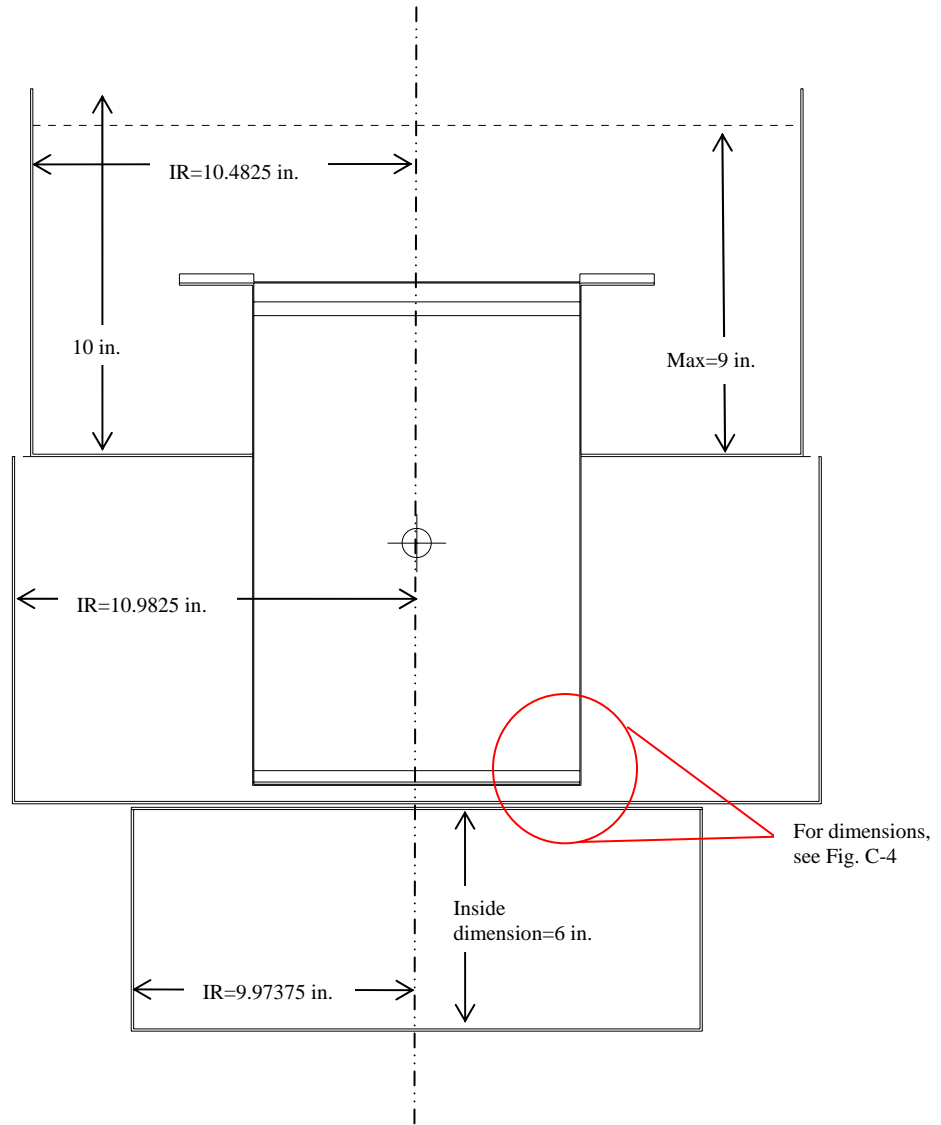 IR=10.4825 in.
10 in.
Max=9 in.
IR=10.9825 in.
For dimensions,
see Fig. C-4
Inside
dimension=6 in.
IR=9.97375 in.